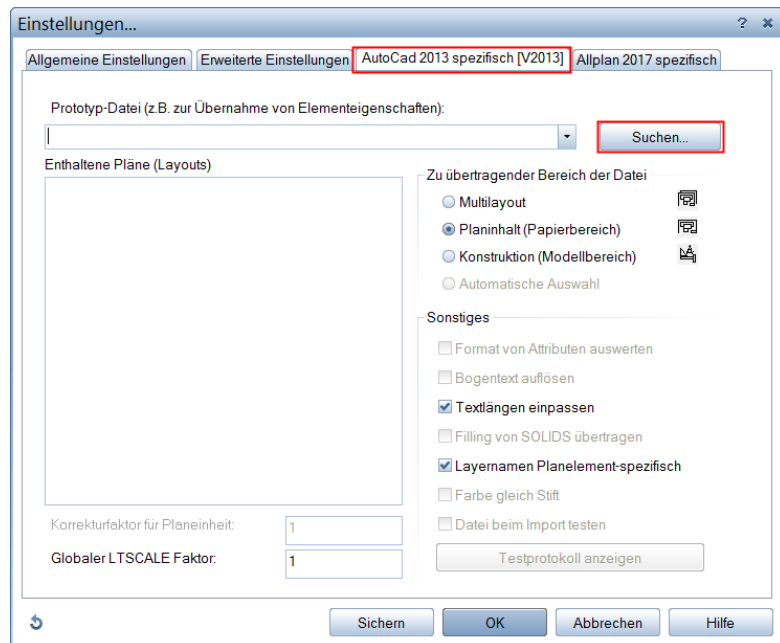 Einstellungen...
Allgemeine Einstellungen
Erweiterte Einstellungen
AutoCad 2013 spezifisch [V2013]
Allplan 2017 spezifisch
Prototyp-Datei (z.B. zur Übernahme von Elementeigenschaften):
Suchen...
Enthaltene Pläne (Layouts)
Zu übertragender Bereich der Datei
Multilayout
Planinhalt (Papierbereich)
Konstruktion (Modellbereich)
Automatische Auswahl
Sonstiges
Format von Attributen auswerten
Bogentext auflösen
Textlängen einpassen
Filling von SOLIDS übertragen
Layernamen Planelement-spezifisch
Farbe gleich Stift
Datei beim Import testen
Testprotokoll anzeigen
Korrekturfaktor für Planeinheit: 1
Globaler LTSCALE Faktor: 1
Sichern
OK
Abbrechen
Hilfe